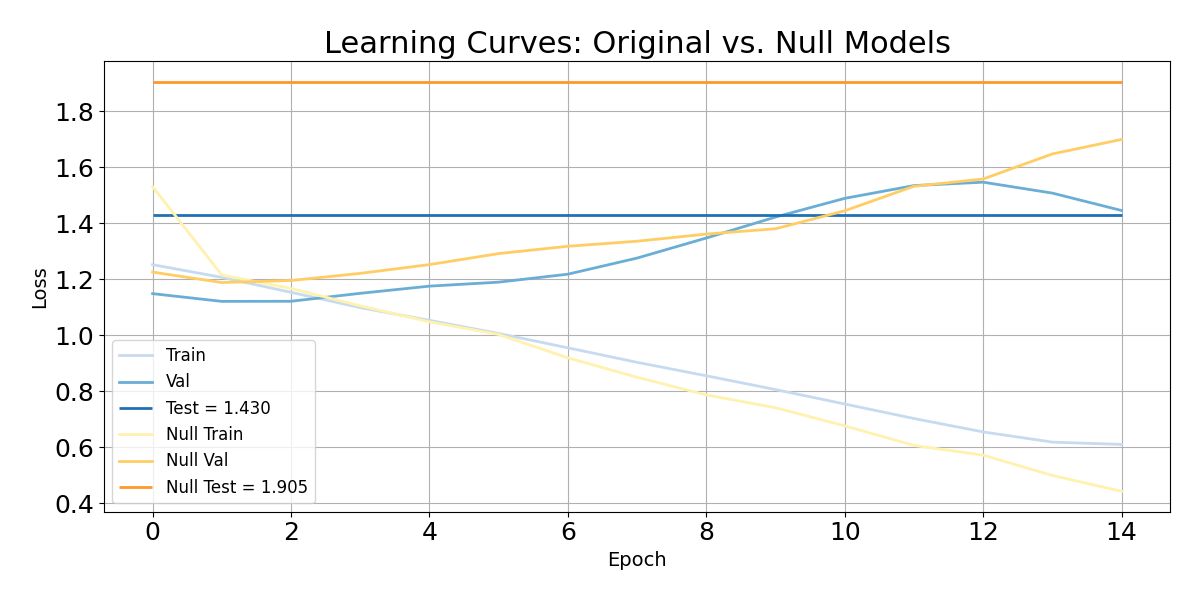 Learning Curves: Original vs. Null Models
Loss
1.8
1.6
1.4
1.2
1.0
0.8
0.6
0.4
Train
Val
Test = 1.430
Null Train
Null Val
Null Test = 1.905
0 2 4 6 8 10 12 14
Epoch